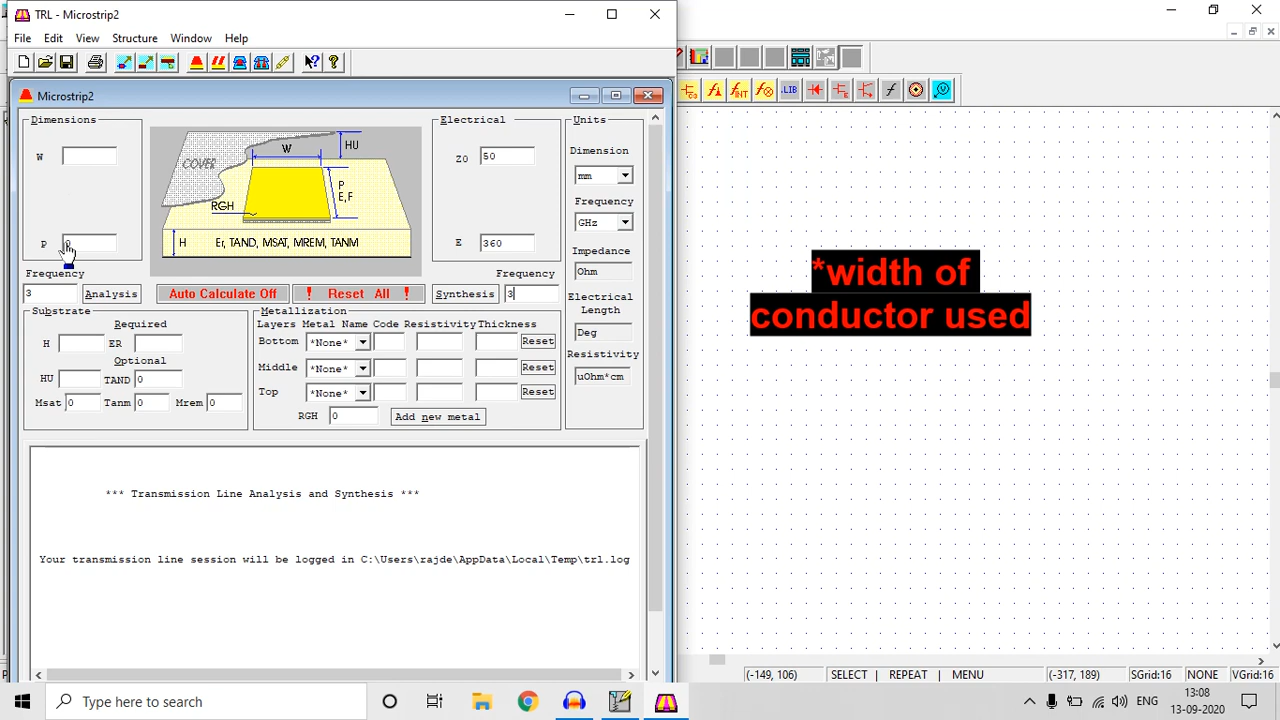 TRL - Microstrip2
File Edit View Structure Window Help
.LIB
Microstrip2
Dimensions
W
P
Frequency
3
Analysis
COVER
W
HU
P
E,F
RGH
H
Er, TAND, MSAT, MREM, TANM
Auto Calculate Off
! Reset All !
Electrical
Z0 50
E 360
Frequency
Synthesis 3
Units
Dimension
mm
Frequency
GHz
Impedance
Ohm
Electrical
Length
Deg
Resistivity
uOhm*cm
Substrate
Required
H ER
Optional
HU TAND 0
Msat 0 Tanm 0 Mrem 0
Metallization
Layers Metal Name Code Resistivity Thickness
Bottom *None* Reset
Middle *None* Reset
Top *None* Reset
RGH 0 Add new metal
*** Transmission Line Analysis and Synthesis ***
Your transmission line session will be logged in C:\Users\rajde\AppData\Local\Temp\trl.log
*width of
conductor used
(-149, 106) SELECT REPEAT MENU (-317, 189) SGrid:16 NONE VGrid:16
Type here to search
ENG
13:08
13-09-2020